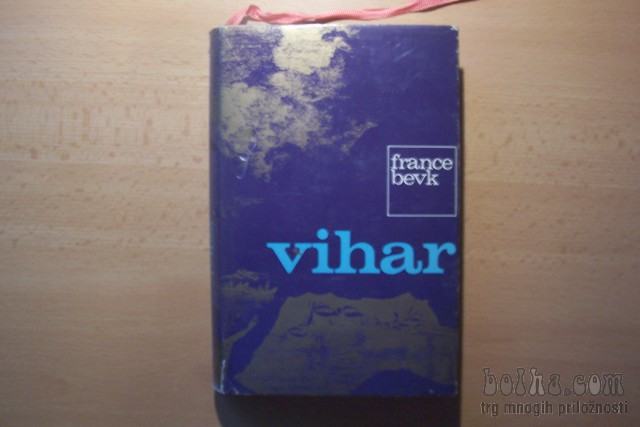 france
bevk
vihar
bolha.com
trg mnogih priložnosti